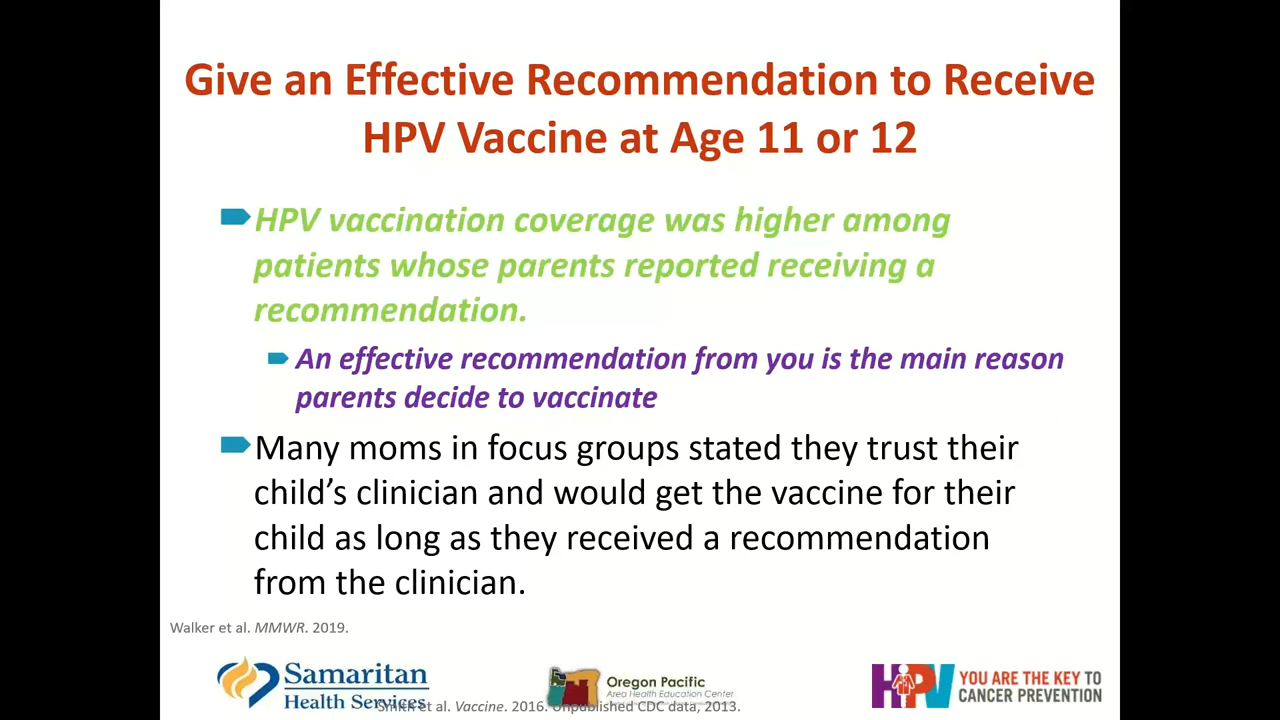 Give an Effective Recommendation to Receive
HPV Vaccine at Age 11 or 12
HPV vaccination coverage was higher among
patients whose parents reported receiving a
recommendation.
An effective recommendation from you is the main reason
parents decide to vaccinate
Many moms in focus groups stated they trust their
child’s clinician and would get the vaccine for their
child as long as they received a recommendation
from the clinician.
Walker et al. MMWR. 2019.
Samaritan
Health Services
Oregon Pacific
Area Health Education Center
Smith et al. Vaccine. 2016. Unpublished CDC data, 2013.
HPV
YOU ARE THE KEY TO
CANCER PREVENTION